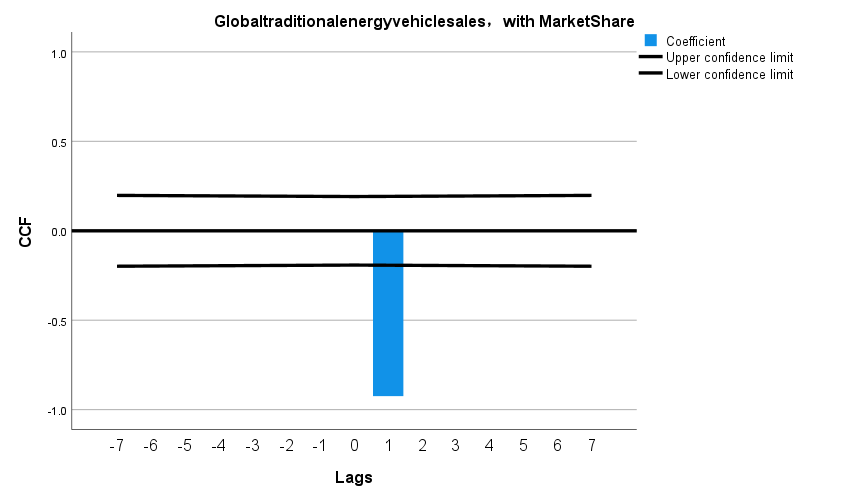 Globaltraditionalenergyvehiclesales， with MarketShare
Coefficient
Upper confidence limit
Lower confidence limit
1.0
0.5
0.0
-0.5
-1.0
CCF
-7 -6 -5 -4 -3 -2 -1 0 1 2 3 4 5 6 7
Lags